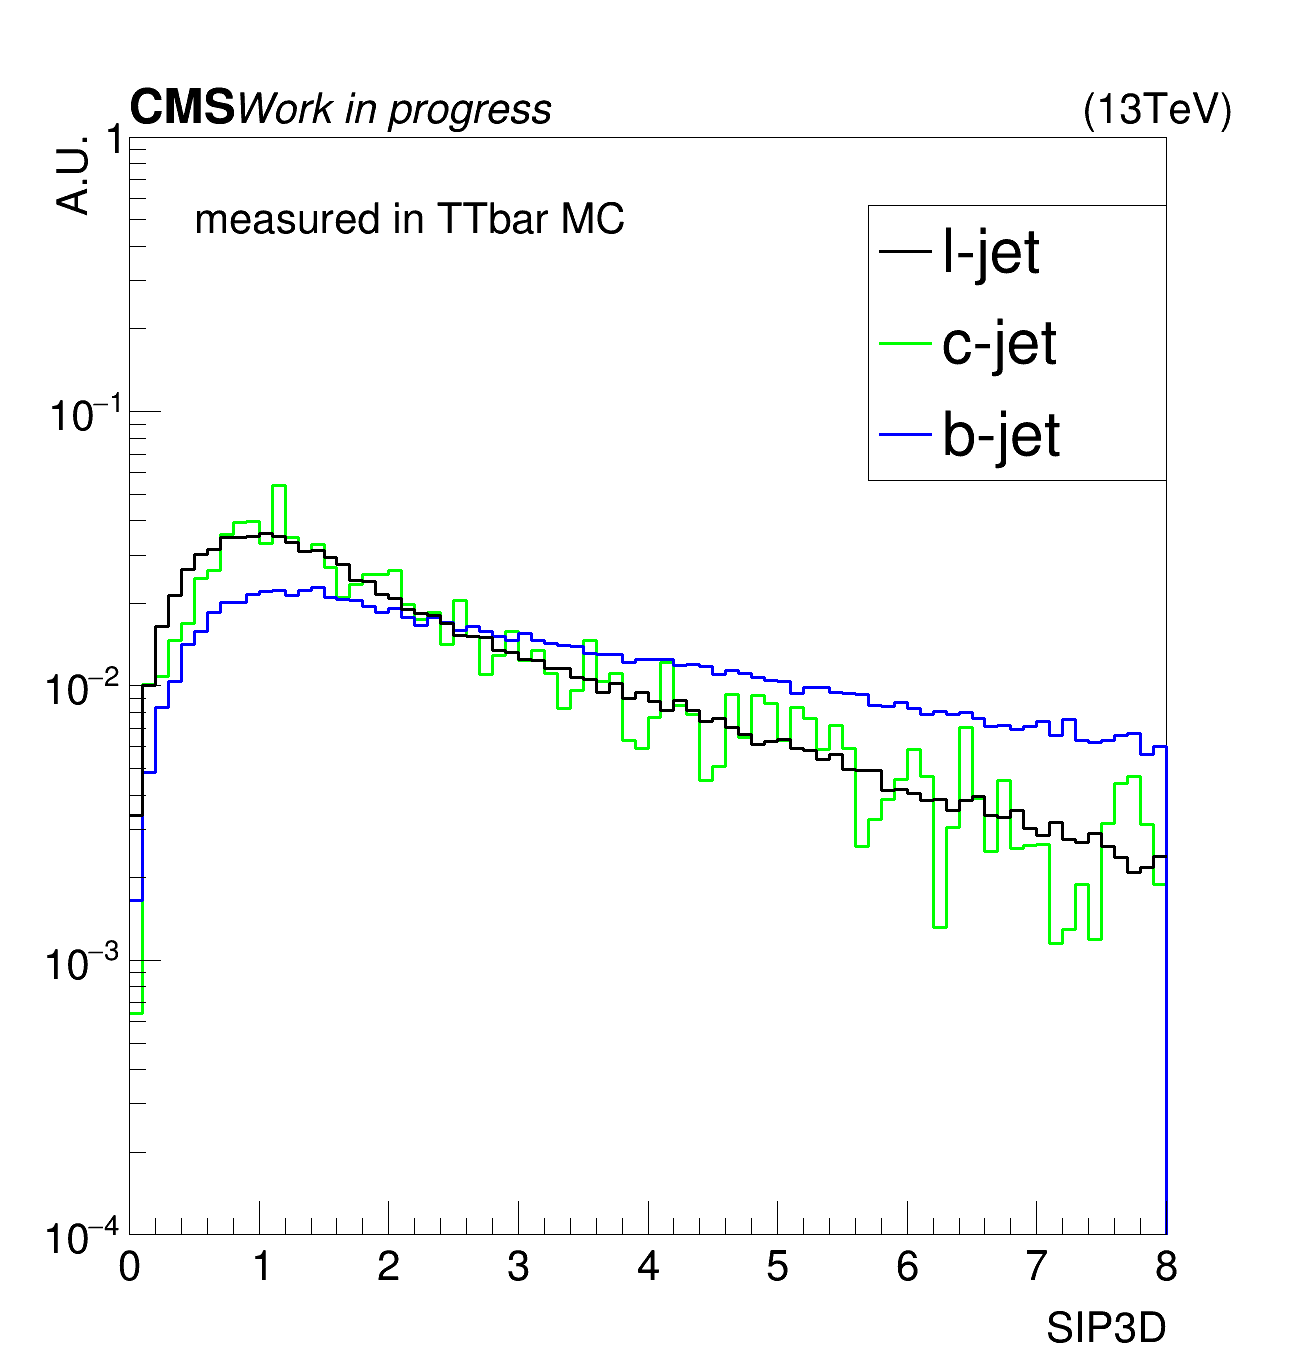 CMS Work in progress (13TeV)
A.U.
measured in TTbar MC
l-jet
c-jet
b-jet
1
10⁻¹
10⁻²
10⁻³
10⁻⁴
0 1 2 3 4 5 6 7 8
SIP3D